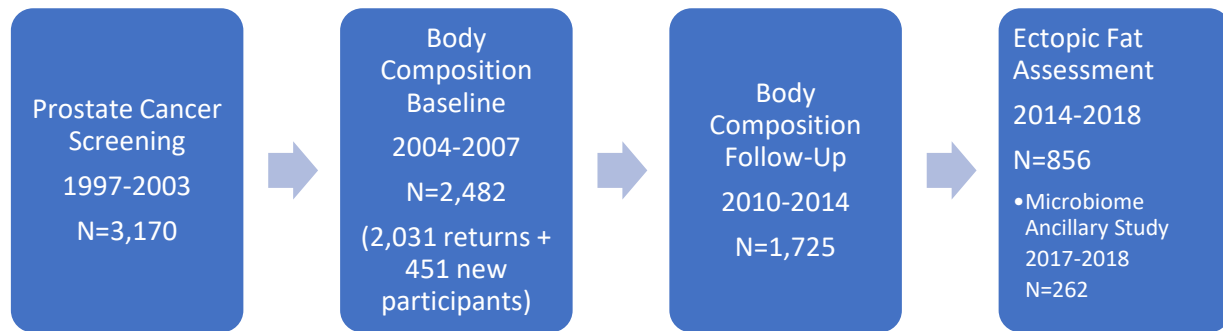 Prostate Cancer
Screening
1997-2003
N=3,170
Body
Composition
Baseline
2004-2007
N=2,482
(2,031 returns +
451 new
participants)
Body
Composition
Follow-Up
2010-2014
N=1,725
Ectopic Fat
Assessment
2014-2018
N=856
•Microbiome
Ancillary Study
2017-2018
N=262